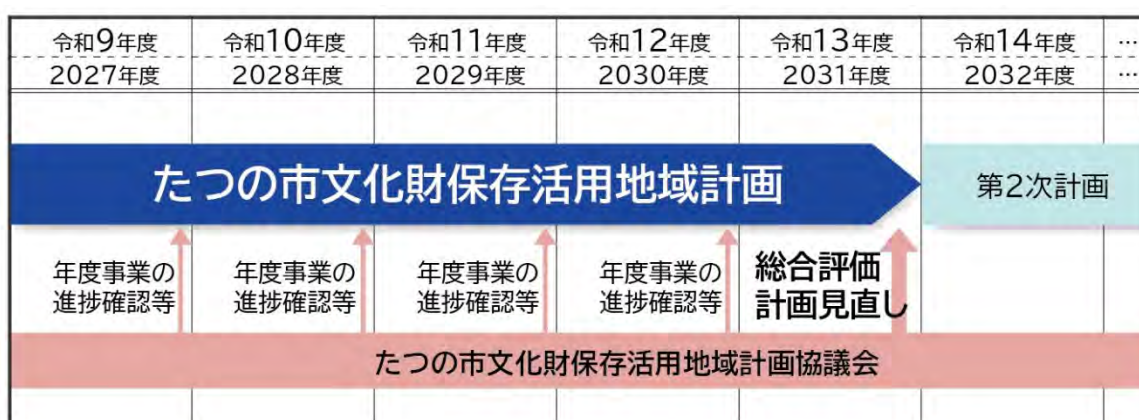 令和9年度 令和10年度 令和11年度 令和12年度 令和13年度 令和14年度 …
2027年度 2028年度 2029年度 2030年度 2031年度 2032年度 …
たつの市文化財保存活用地域計画
第2次計画
年度事業の
進捗確認等
年度事業の
進捗確認等
年度事業の
進捗確認等
年度事業の
進捗確認等
総合評価
計画見直し
たつの市文化財保存活用地域計画協議会